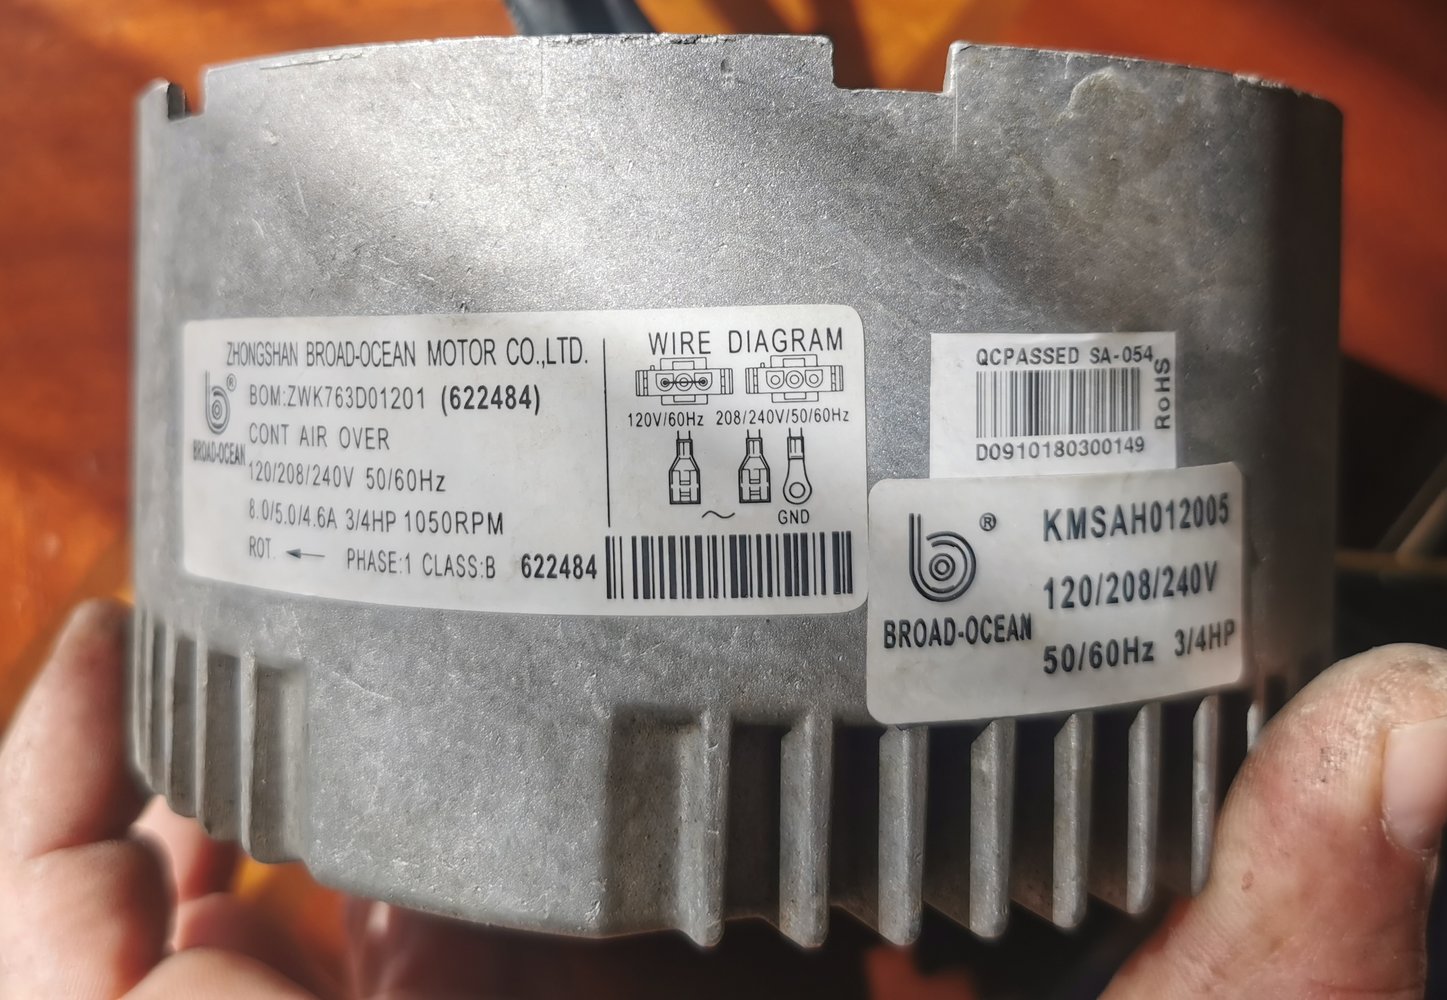 ZHONGSHAN BROAD-OCEAN MOTOR CO.,LTD.
®
BROAD-OCEAN
BOM:ZWK763D01201 (622484)
CONT AIR OVER
120/208/240V 50/60Hz
8.0/5.0/4.6A 3/4HP 1050RPM
ROT. PHASE:1 CLASS:B 622484
WIRE DIAGRAM
120V/60Hz 208/240V/50/60Hz
GND
QCPASSED SA-054
RoHS
D0910180300149
®
BROAD-OCEAN
KMSAH012005
120/208/240V
50/60Hz 3/4HP